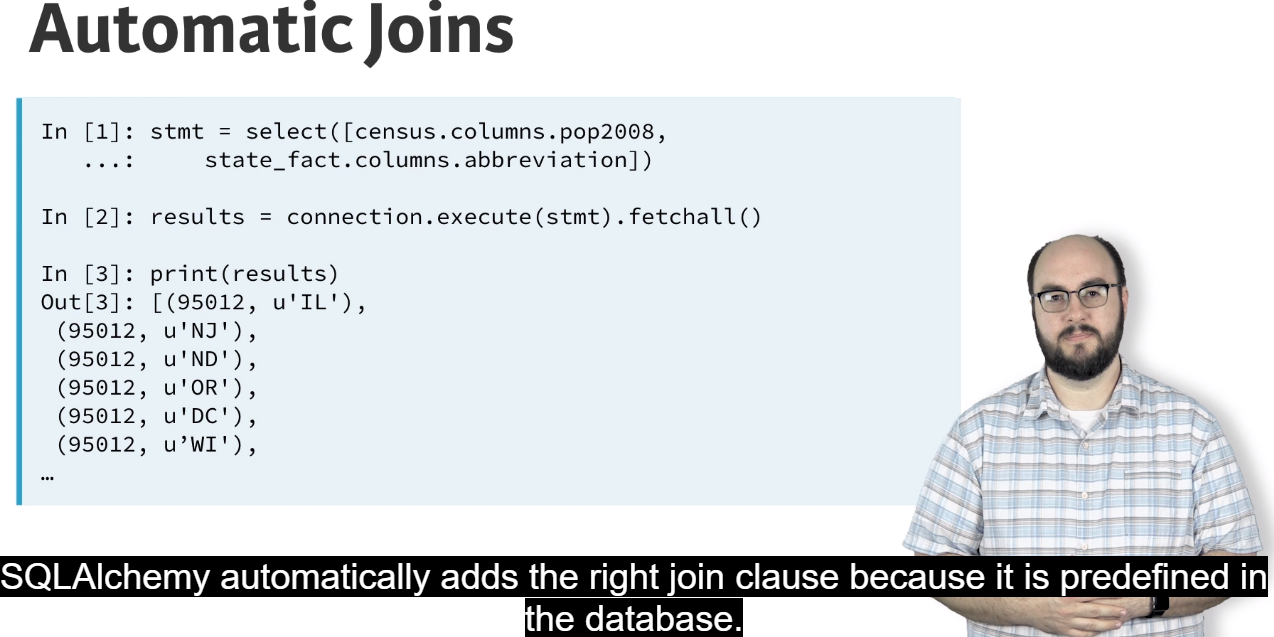 Automatic Joins
In [1]: stmt = select([census.columns.pop2008,
...: state_fact.columns.abbreviation])
In [2]: results = connection.execute(stmt).fetchall()
In [3]: print(results)
Out[3]: [(95012, u'IL'),
(95012, u'NJ'),
(95012, u'ND'),
(95012, u'OR'),
(95012, u'DC'),
(95012, u’WI'),
…
SQLAlchemy automatically adds the right join clause because it is predefined in
the database.